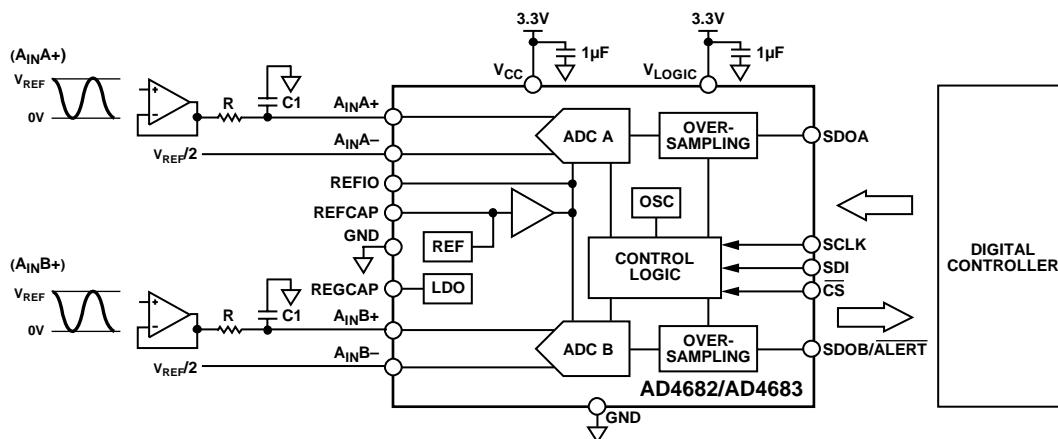 3.3V
3.3V
1µF
1µF
VCC
VLOGIC
(AINA+)
VREF
0V
R
C1
AINA+
AINA–
VREF/2
REFIO
REFCAP
GND
REGCAP
(AINB+)
VREF
0V
R
C1
AINB+
AINB–
VREF/2
ADC A
OVER-
SAMPLING
SDOA
OSC
REF
LDO
CONTROL
LOGIC
SCLK
SDI
CS
ADC B
OVER-
SAMPLING
SDOB/ALERT
AD4682/AD4683
GND
DIGITAL
CONTROLLER